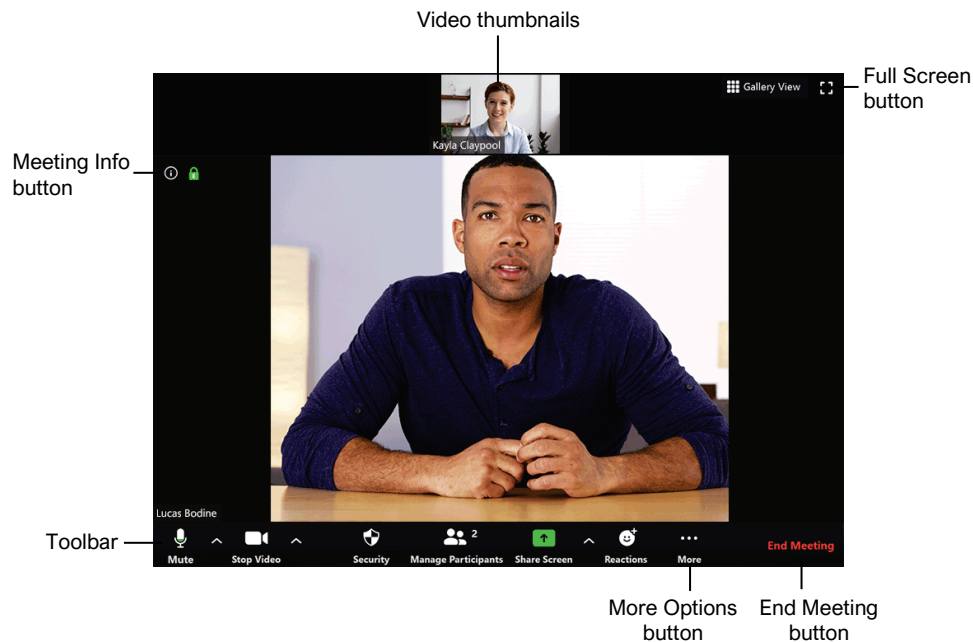 Video thumbnails
Gallery View
Full Screen
button
Kayla Claypool
Meeting Info
button
Lucas Bodine
Toolbar
Mute
Stop Video
Security
2
Manage Participants
Share Screen
Reactions
More
End Meeting
More Options
button
End Meeting
button